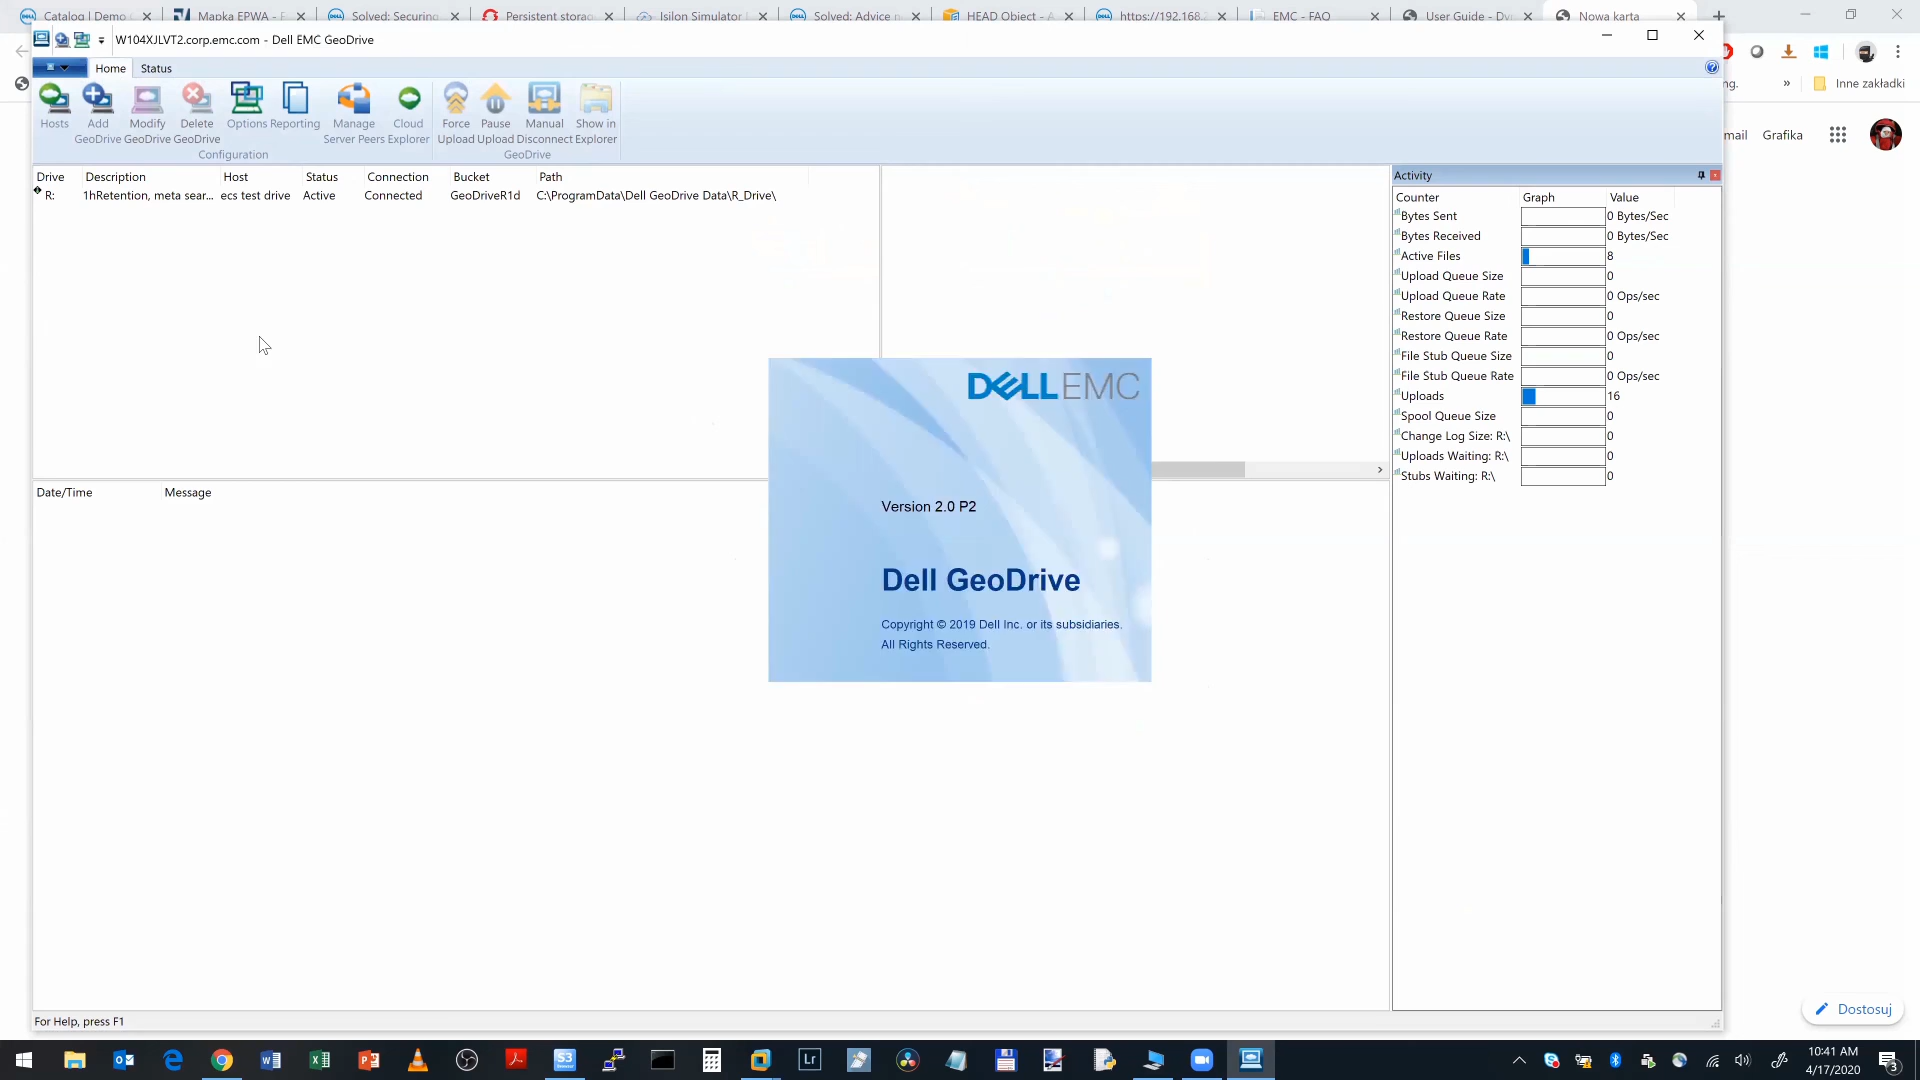 Catalog | Demo C
Mapka EPWA - E
Solved: Securing
Persistent storag
Isilon Simulator
Solved: Advice n
HEAD Object - A
https://192.168.2
EMC - FAQ
User Guide - Dyn
Nowa karta
W104XJLVT2.corp.emc.com - Dell EMC GeoDrive
Home Status
ng. » Inne zakładki
Hosts
Add GeoDrive
Modify GeoDrive
Delete GeoDrive
Options
Reporting
Manage Server Peers
Cloud Explorer
Force Upload
Pause Upload
Manual Disconnect
Show in Explorer
Configuration
GeoDrive
mail Grafika
Drive Description Host Status Connection Bucket Path
R: 1hRetention, meta sear... ecs test drive Active Connected GeoDriveR1d C:\ProgramData\Dell GeoDrive Data\R_Drive\
Activity
Counter Graph Value
Bytes Sent 0 Bytes/Sec
Bytes Received 0 Bytes/Sec
Active Files 8
Upload Queue Size 0
Upload Queue Rate 0 Ops/sec
Restore Queue Size 0
Restore Queue Rate 0 Ops/sec
File Stub Queue Size 0
File Stub Queue Rate 0 Ops/sec
Uploads 16
Spool Queue Size 0
Change Log Size: R:\ 0
Uploads Waiting: R:\ 0
Stubs Waiting: R:\ 0
DELL EMC
Version 2.0 P2
Dell GeoDrive
Copyright © 2019 Dell Inc. or its subsidiaries.
All Rights Reserved.
Date/Time Message
Dostosuj
For Help, press F1
S3
Lr
10:41 AM
4/17/2020
3